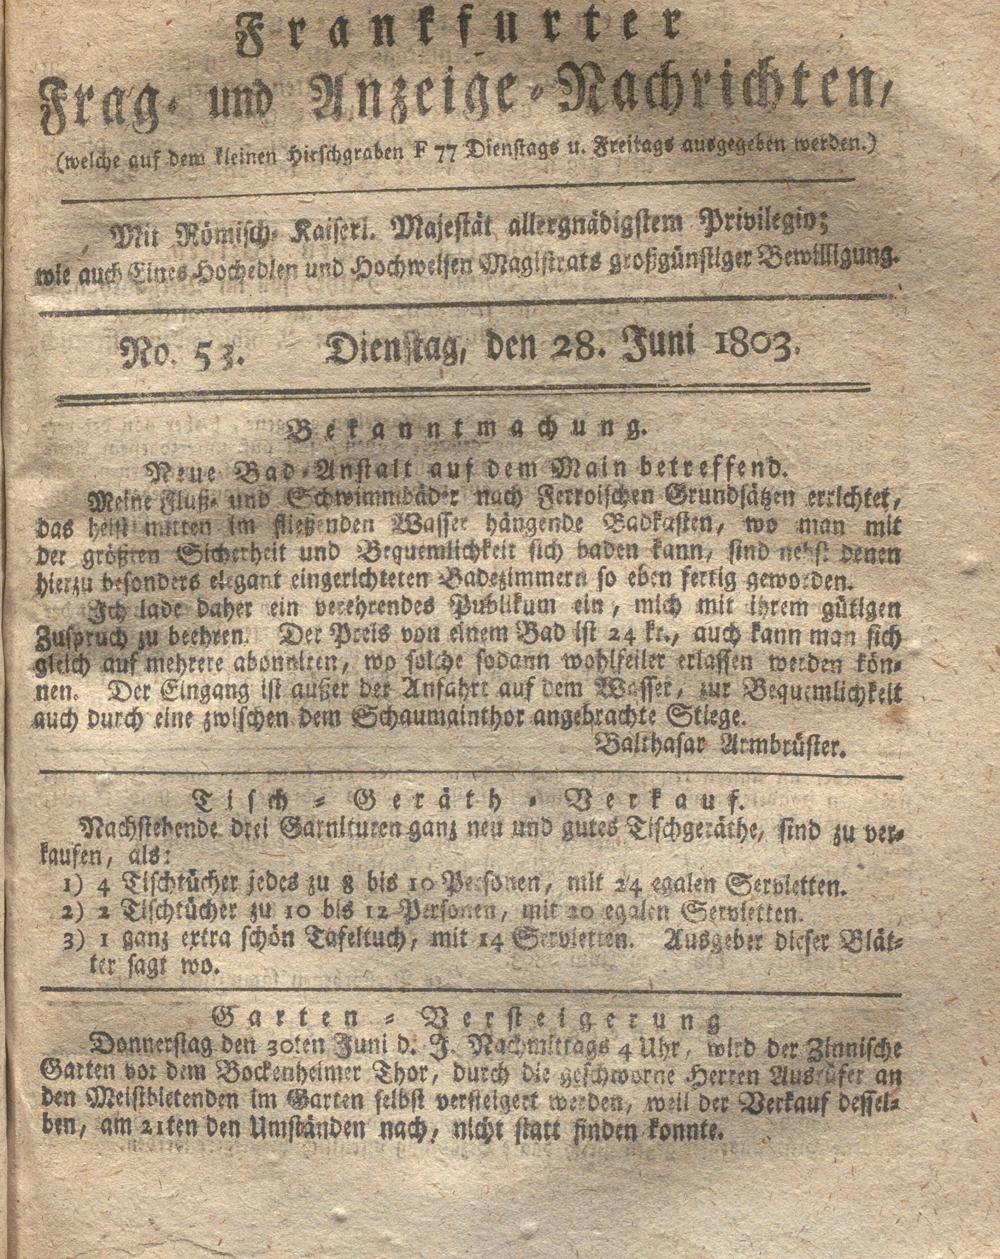 Frankfurter
Frag- und Anzeige-Nachrichten,
(welche auf dem kleinen Hirschgraben F 77 Dienstags u. Freitags ausgegeben werden.)
Mit Römisch- Kaiserl. Majestät allergnädigstem Privilegio;
wie auch Eines Hochedlen und Hochweisen Magistrats großgünstiger Bewilligung.
No. 53. Dienstag, den 28. Juni 1803.
Bekanntmachung.
Neue Bad-Anstalt auf dem Main betreffend.
Meine Fluß- und Schwimmbäder nach Ferroischen Grundsätzen errichtet,
das heist mitten im fließenden Wasser hängende Badkasten, wo man mit
der größten Sicherheit und Bequemlichkeit sich baden kann, sind nebst denen
hierzu besonders elegant eingerichteten Badezimmern so eben fertig geworden.
Ich lade daher ein verehrendes Publikum ein, mich mit ihrem gütigen
Zuspruch zu beehren. Der Preis von einem Bad ist 24 kr., auch kann man sich
gleich auf mehrere abonniren, wo solche sodann wohlfeiler erlassen werden kön-
nen. Der Eingang ist außer der Anfahrt auf dem Wasser, zur Bequemlichkeit
auch durch eine zwischen dem Schaumainthor angebrachte Stiege.
Balthasar Armbrüster.
Tisch-Geräth-Verkauf.
Nachstehende drei Garnituren ganz neu und gutes Tischgeräthe, sind zu ver-
kaufen, als:
1) 4 Tischtücher jedes zu 8 bis 10 Personen, mit 24 egalen Servietten.
2) 2 Tischtücher zu 10 bis 12 Personen, mit 20 egalen Servietten.
3) 1 ganz extra schön Tafeltuch, mit 14 Servietten. Ausgeber dieser Blät-
ter sagt wo.
Garten-Versteigerung
Donnerstag den 30ten Juni d. J. Nachmittags 4 Uhr, wird der Zinnische
Garten vor dem Bockenheimer Thor, durch die geschworne Herren Ausrüfer an
den Meistbietenden im Garten selbst versteigert werden, weil der Verkauf dessel-
ben, am 21ten den Umständen nach, nicht statt finden konnte.